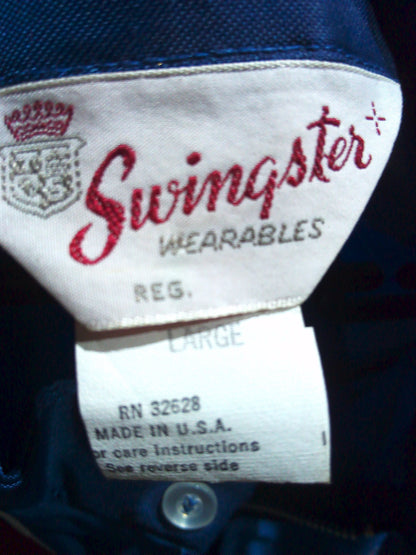 Swingster
WEARABLES
REG.
LARGE
RN 32628
MADE IN U.S.A.
or care Instructions
See reverse side